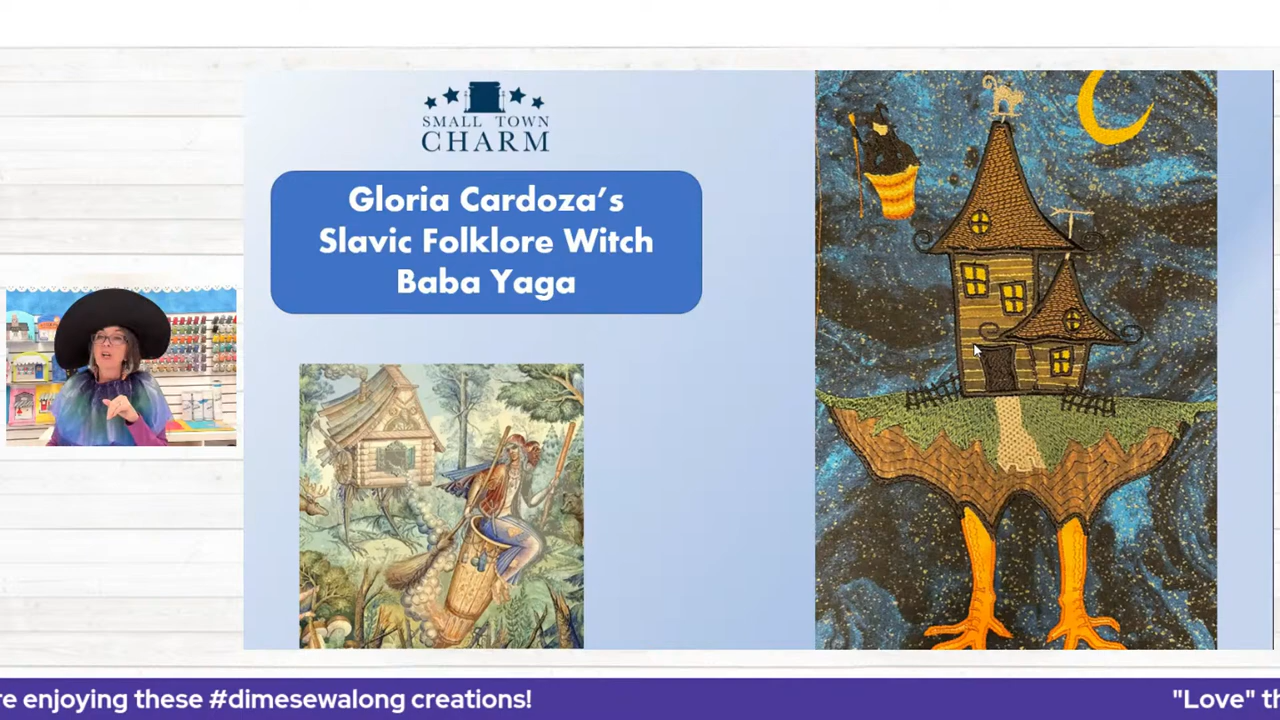 SMALL TOWN
CHARM
Gloria Cardoza's
Slavic Folklore Witch
Baba Yaga
re enjoying these #dimesewalong creations!
"Love" th